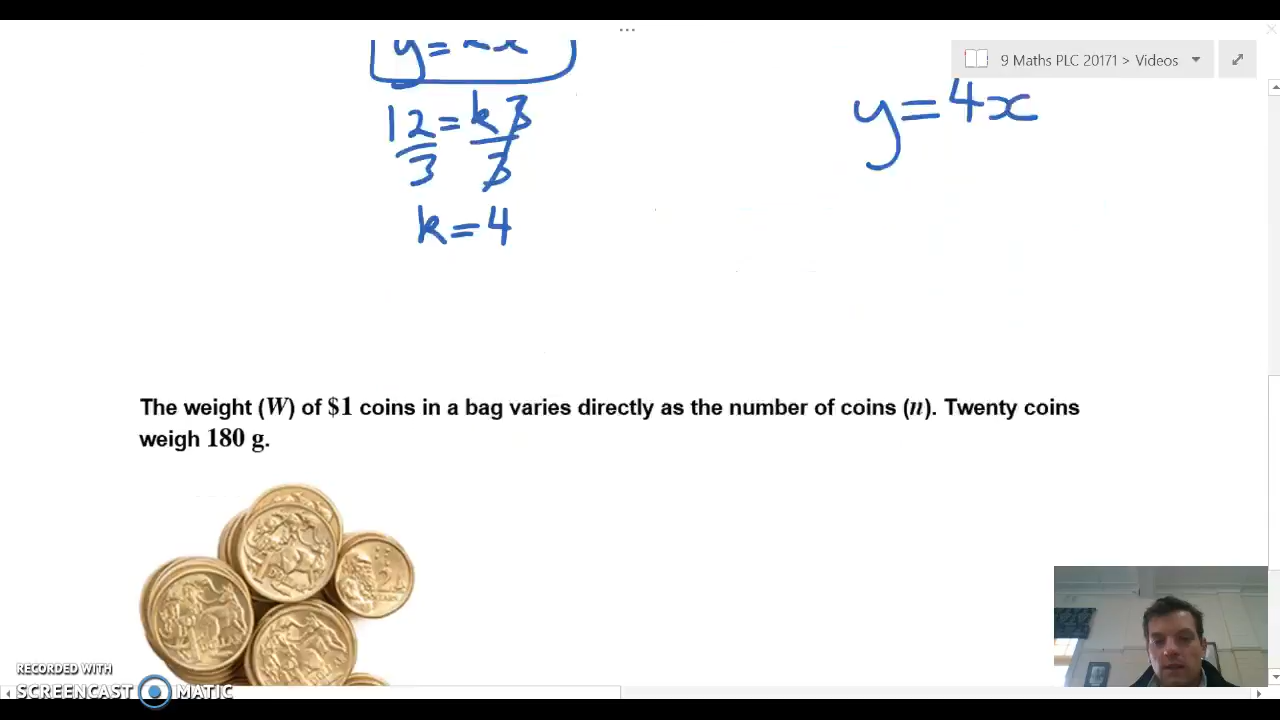 ...
9 Maths PLC 20171 > Videos
y = kx
12 = k3
3 3
k = 4
y = 4x
The weight (W) of $1 coins in a bag varies directly as the number of coins (n). Twenty coins
weigh 180 g.
RECORDED WITH
SCREENCAST MATIC